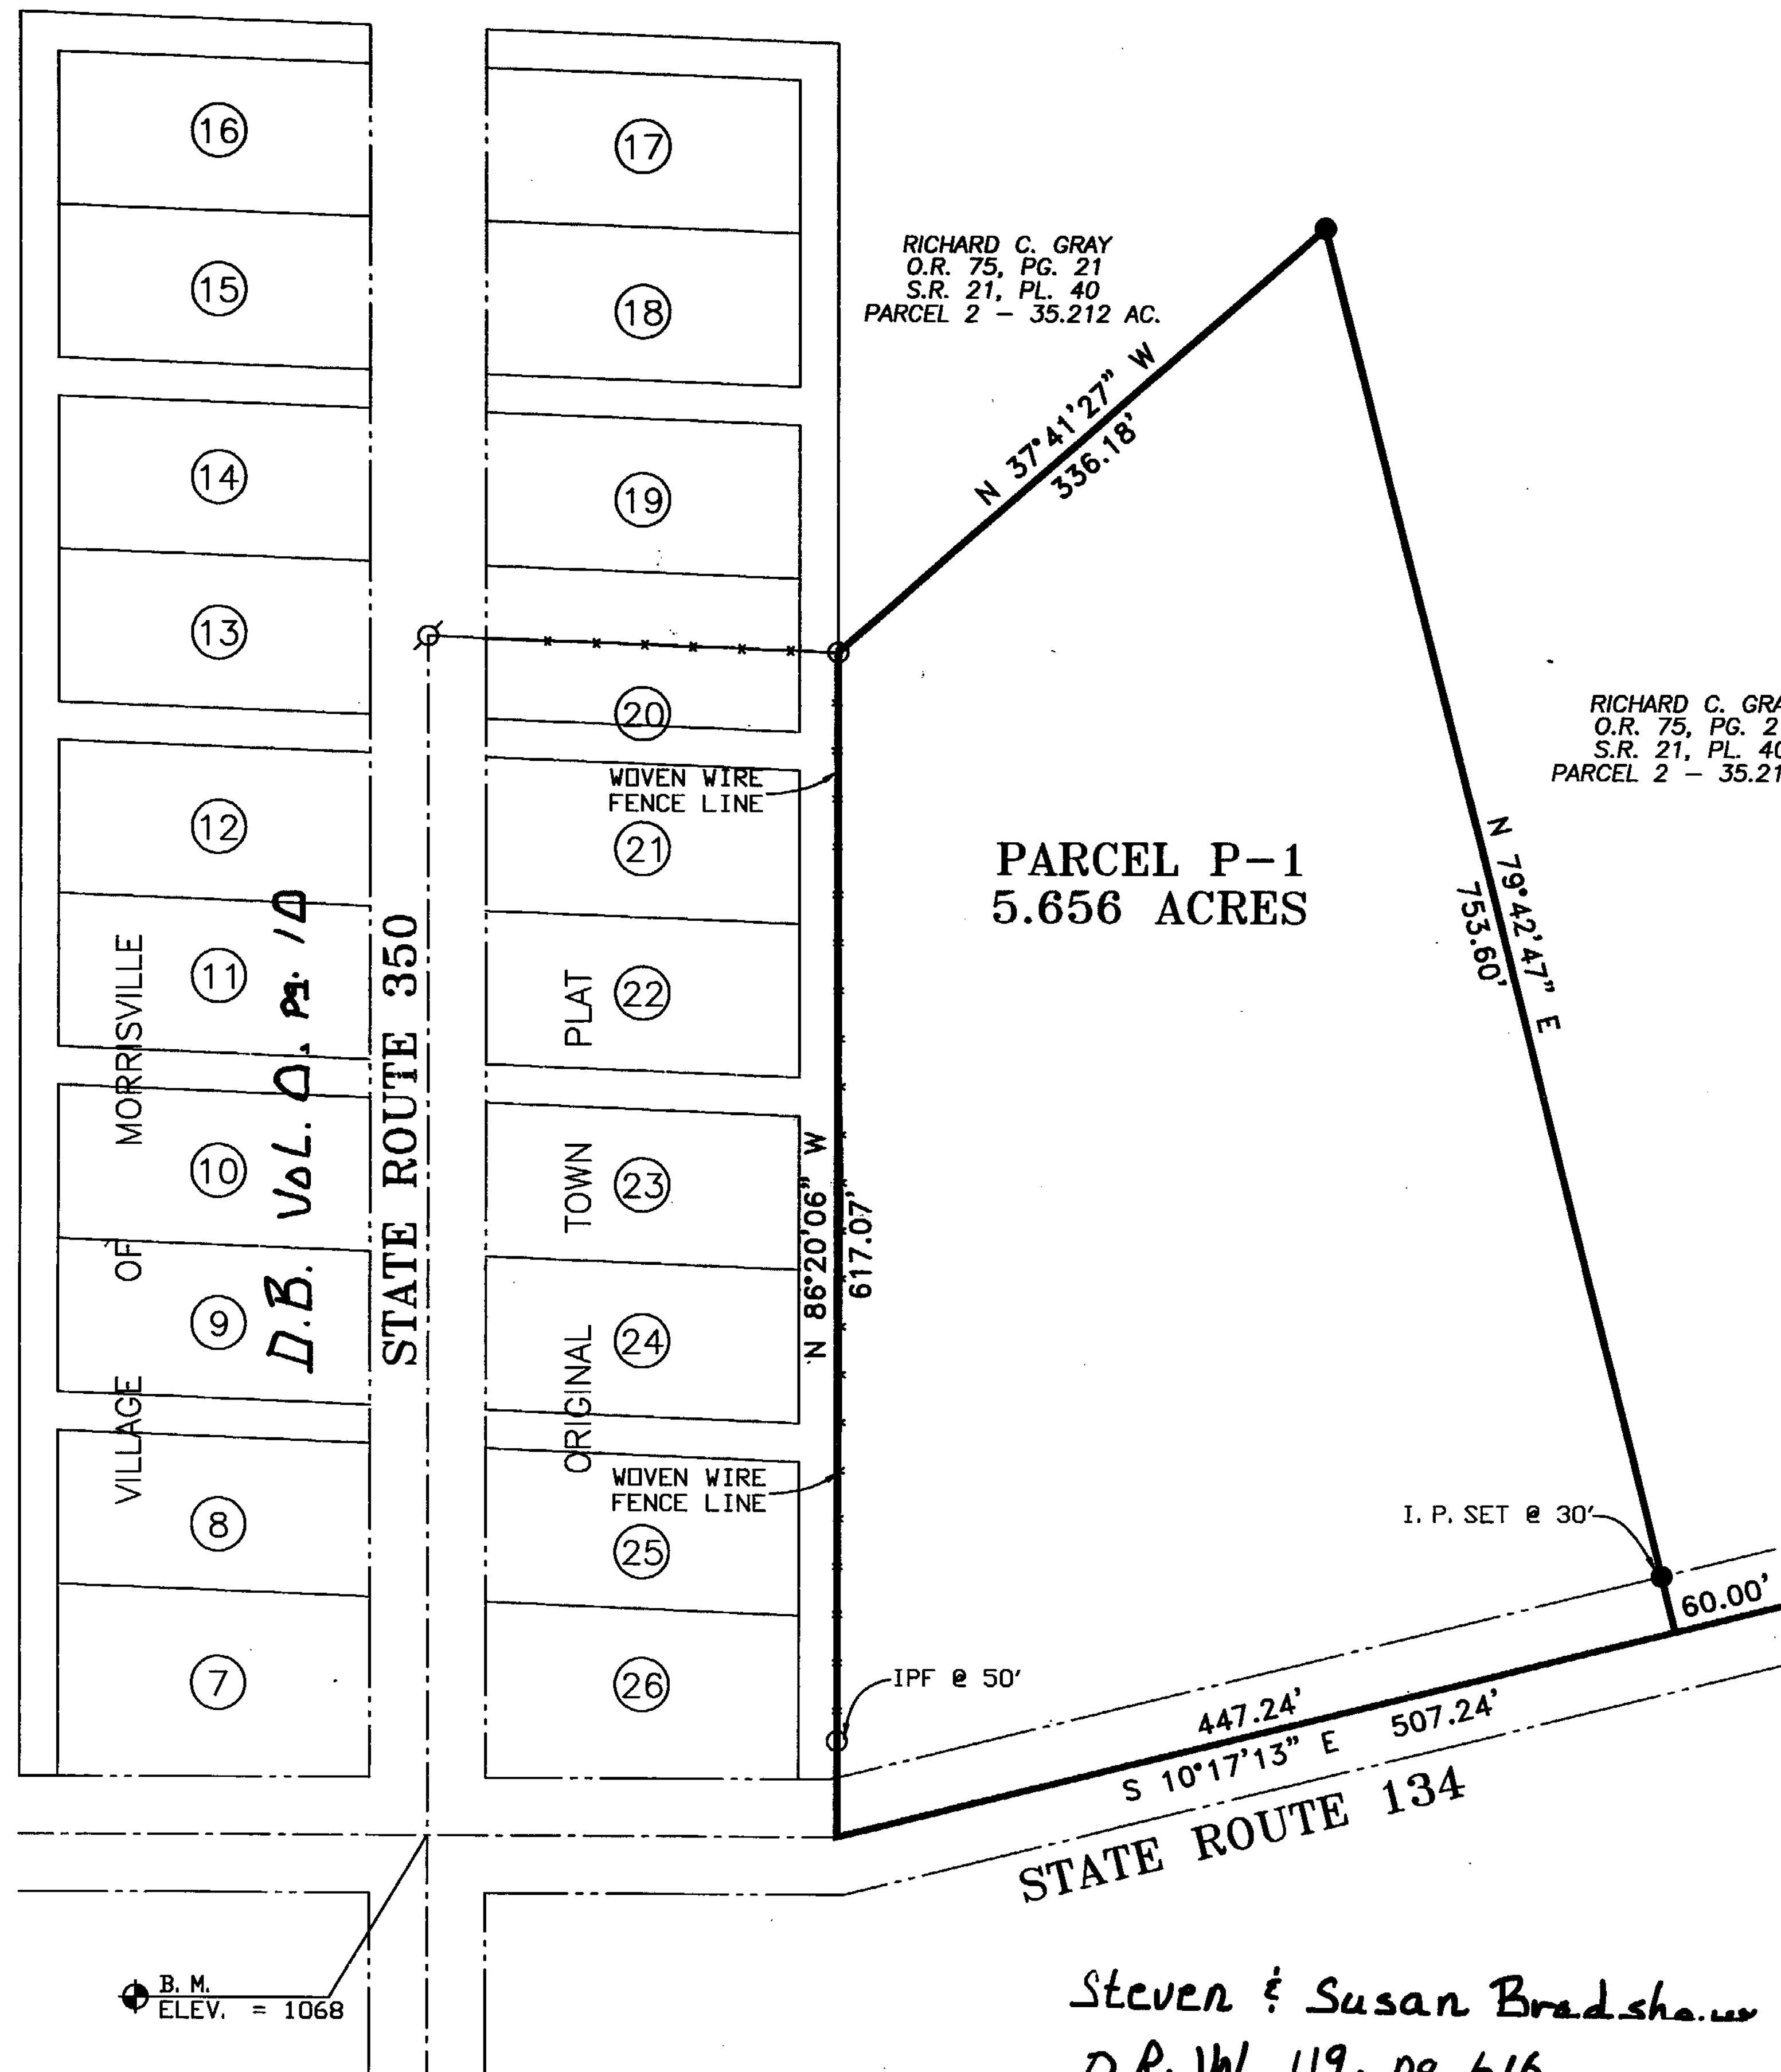 16
17
15
18
14
19
13
20
12
21
11
22
10
23
9
24
8
25
7
26
RICHARD C. GRAY
O.R. 75, PG. 21
S.R. 21, PL. 40
PARCEL 2 – 35.212 AC.
N 37°41'27" W
336.18'
RICHARD C. GRA
O.R. 75, PG. 2
S.R. 21, PL. 40
PARCEL 2 – 35.21
WOVEN WIRE
FENCE LINE
PARCEL P-1
5.656 ACRES
N 79°42'47" E
753.60'
VILLAGE OF MORRISVILLE
D.B. VOL. pg. 10
STATE ROUTE 350
ORIGINAL TOWN PLAT
N 86°20'06" W
617.07'
WOVEN WIRE
FENCE LINE
I.P. SET @ 30'
60.00'
IPF @ 50'
447.24'
S 10°17'13" E 507.24'
STATE ROUTE 134
B.M.
ELEV. = 1068
Steven & Susan Bradshaw
O.R. Vol. 119, pg 616